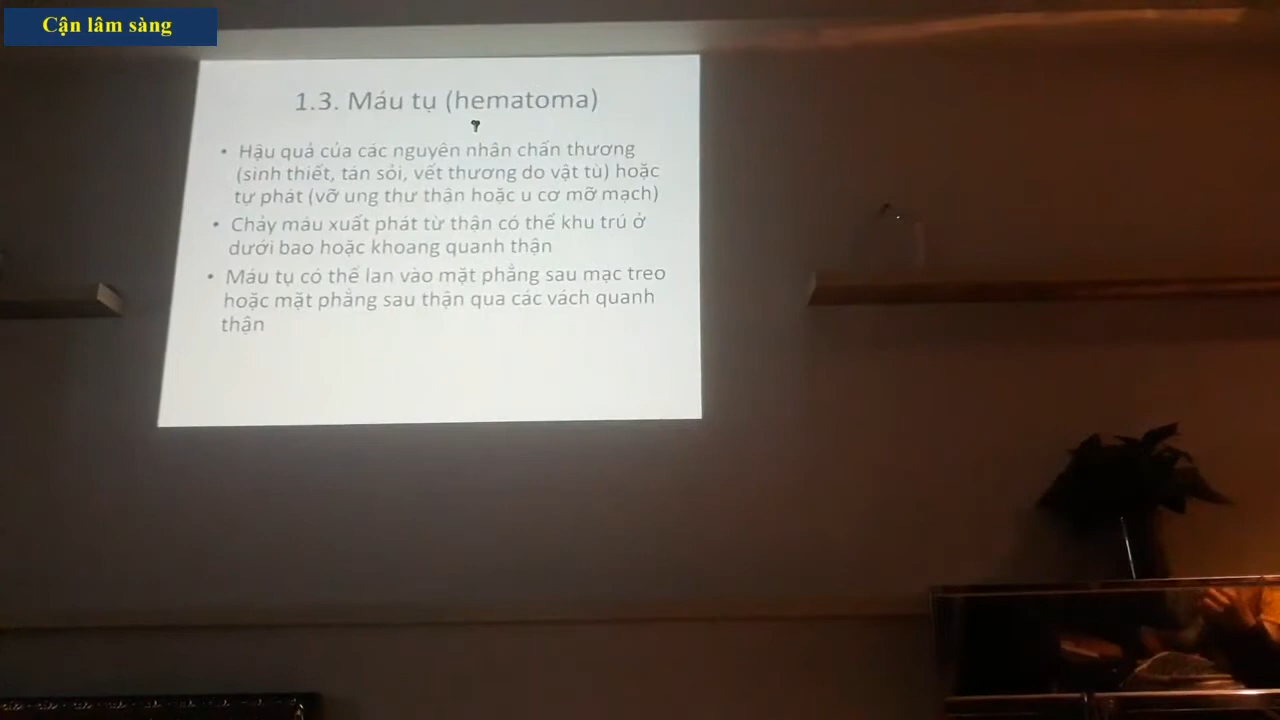 Cận lâm sàng
1.3. Máu tụ (hematoma)
• Hậu quả của các nguyên nhân chấn thương
(sinh thiết, tán sỏi, vết thương do vật tù) hoặc
tự phát (vỡ ung thư thận hoặc u cơ mỡ mạch)
• Chảy máu xuất phát từ thận có thể khu trú ở
dưới bao hoặc khoang quanh thận
• Máu tụ có thể lan vào mặt phẳng sau mạc treo
hoặc mặt phẳng sau thận qua các vách quanh
thận